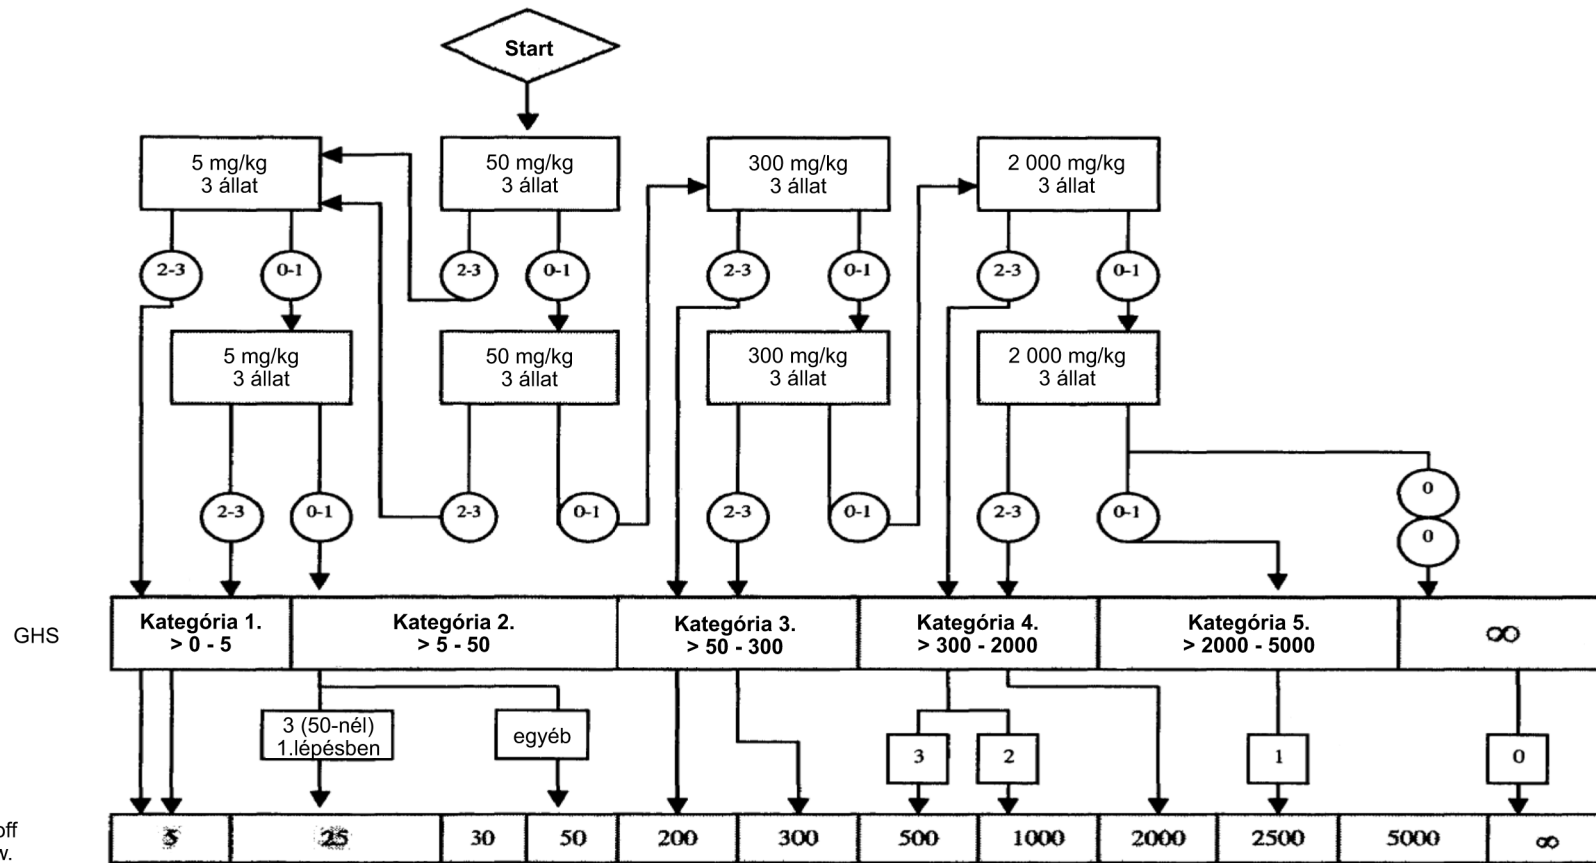 Start
5 mg/kg
3 állat
50 mg/kg
3 állat
300 mg/kg
3 állat
2 000 mg/kg
3 állat
2-3
0-1
2-3
0-1
2-3
0-1
2-3
0-1
5 mg/kg
3 állat
50 mg/kg
3 állat
300 mg/kg
3 állat
2 000 mg/kg
3 állat
2-3
0-1
2-3
0-1
2-3
0-1
2-3
0-1
0
0
GHS
Kategória 1.
> 0 - 5
Kategória 2.
> 5 - 50
Kategória 3.
> 50 - 300
Kategória 4.
> 300 - 2000
Kategória 5.
> 2000 - 5000
∞
3 (50-nél)
1.lépésben
egyéb
3
2
1
0
off
w.
5
25
30
50
200
300
500
1000
2000
2500
5000
∞